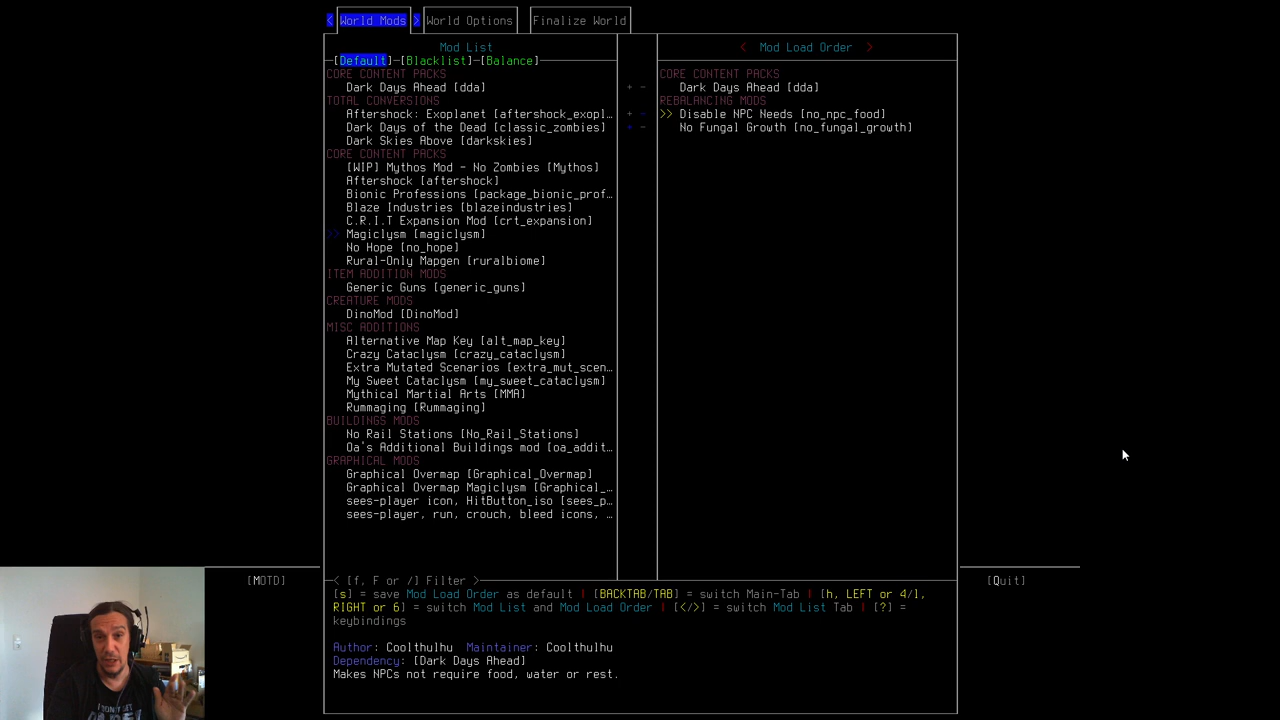 < World Mods > World Options Finalize World
Mod List
[Default]-[Blacklist]-[Balance]
CORE CONTENT PACKS
Dark Days Ahead [dda]
TOTAL CONVERSIONS
Aftershock: Exoplanet [aftershock_expl…
Dark Days of the Dead [classic_zombies]
Dark Skies Above [darkskies]
CORE CONTENT PACKS
[WIP] Mythos Mod - No Zombies [Mythos]
Aftershock [aftershock]
Bionic Professions [package_bionic_prof…
Blaze Industries [blazeindustries]
C.R.I.T Expansion Mod [crt_expansion]
>> Magiclysm [magiclysm]
No Hope [no_hope]
Rural-Only Mapgen [ruralbiome]
ITEM ADDITION MODS
Generic Guns [generic_guns]
CREATURE MODS
DinoMod [DinoMod]
MISC ADDITIONS
Alternative Map Key [alt_map_key]
Crazy Cataclysm [crazy_cataclysm]
Extra Mutated Scenarios [extra_mut_scen…
My Sweet Cataclysm [my_sweet_cataclysm]
Mythical Martial Arts [MMA]
Rummaging [Rummaging]
BUILDINGS MODS
No Rail Stations [No_Rail_Stations]
Oa's Additional Buildings mod [oa_addit…
GRAPHICAL MODS
Graphical Overmap [Graphical_Overmap]
Graphical Overmap Magiclysm [Graphical_…
sees-player icon, HitButton_iso [sees_p…
sees-player, run, crouch, bleed icons, …
+ -
+ -
+ -
< Mod Load Order >
CORE CONTENT PACKS
Dark Days Ahead [dda]
REBALANCING MODS
>> Disable NPC Needs [no_npc_food]
No Fungal Growth [no_fungal_growth]
[MOTD]
[Quit]
< [f, F or /] Filter >
[s] = save Mod Load Order as default | [BACKTAB/TAB] = switch Main-Tab | [h, LEFT or 4/l,
RIGHT or 6] = switch Mod List and Mod Load Order | [</>] = switch Mod List Tab | [?] =
keybindings
Author: Coolthulhu Maintainer: Coolthulhu
Dependency: [Dark Days Ahead]
Makes NPCs not require food, water or rest.